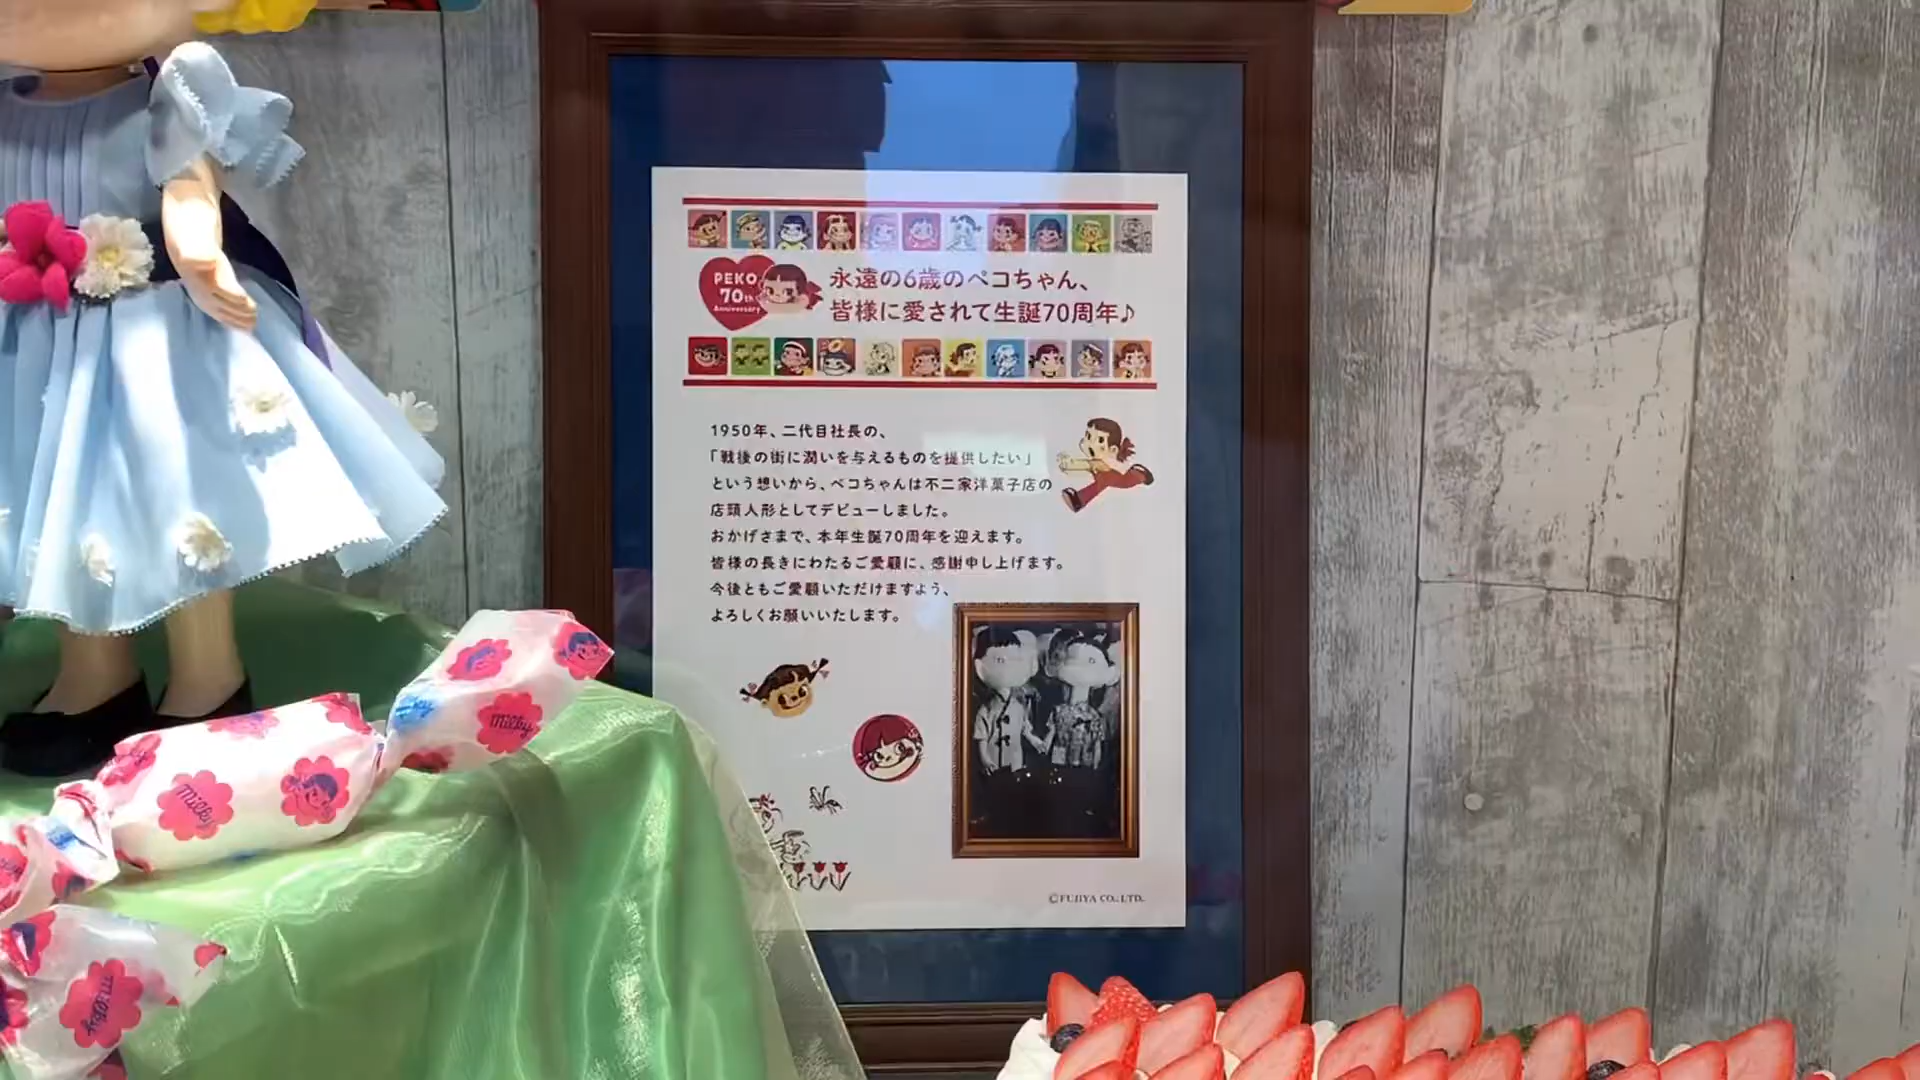 PEKO
70th
Anniversary
永遠の6歳のペコちゃん、
皆様に愛されて生誕70周年♪
1950年、二代目社長の、
「戦後の街に潤いを与えるものを提供したい」
という想いから、ペコちゃんは不二家洋菓子店の
店頭人形としてデビューしました。
おかげさまで、本年生誕70周年を迎えます。
皆様の長きにわたるご愛顧に、感謝申し上げます。
今後ともご愛顧いただけますよう、
よろしくお願いいたします。
Milky
Milky
Milky
©FUJIYA CO., LTD.